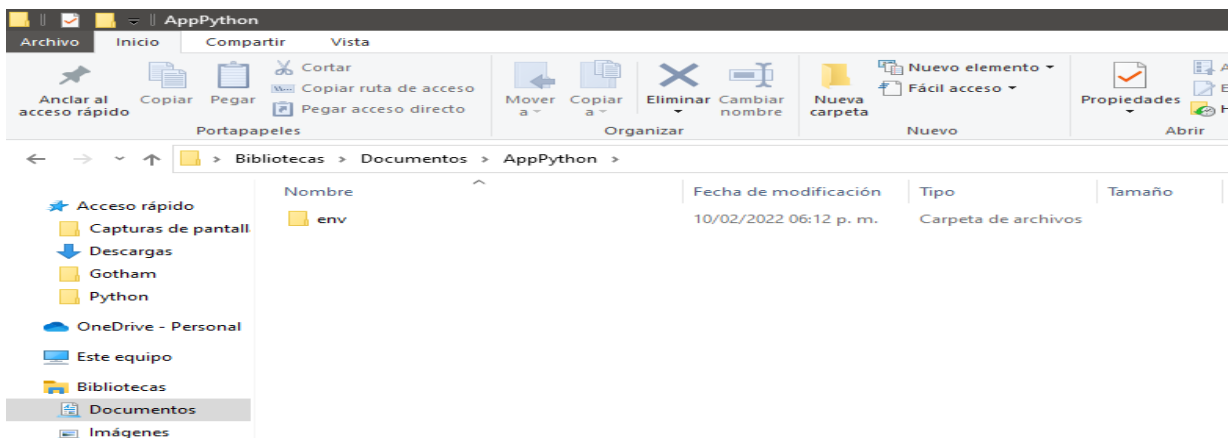 AppPython
Archivo Inicio Compartir Vista
Anclar al acceso rápido
Copiar
Pegar
Cortar
Copiar ruta de acceso
Pegar acceso directo
Portapapeles
Mover a
Copiar a
Eliminar
Cambiar nombre
Organizar
Nueva carpeta
Nuevo elemento
Fácil acceso
Nuevo
Propiedades
Abrir
Bibliotecas > Documentos > AppPython >
Nombre Fecha de modificación Tipo Tamaño
env 10/02/2022 06:12 p. m. Carpeta de archivos
Acceso rápido
Capturas de pantall
Descargas
Gotham
Python
OneDrive - Personal
Este equipo
Bibliotecas
Documentos
Imágenes